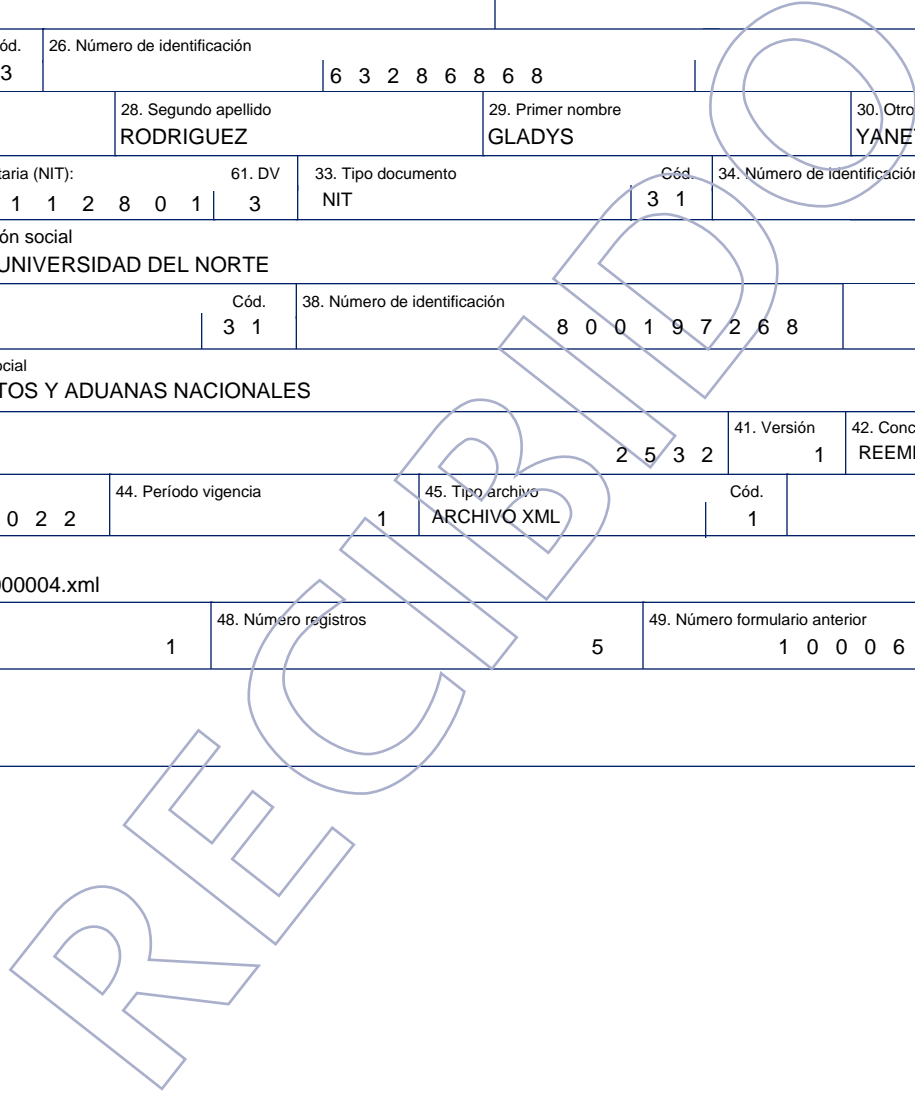 ód. 26. Número de identificación
3 6 3 2 8 6 8 6 8
28. Segundo apellido 29. Primer nombre 30. Otro
RODRIGUEZ GLADYS YANE
taria (NIT): 61. DV 33. Tipo documento Cód. 34. Número de identificación
1 1 2 8 0 1 3 NIT 3 1
ón social
UNIVERSIDAD DEL NORTE
Cód. 38. Número de identificación
3 1 8 0 0 1 9 7 2 6 8
ocial
TOS Y ADUANAS NACIONALES
41. Versión 42. Conc
2 5 3 2 1 REEM
44. Período vigencia 45. Tipo archivo Cód.
0 2 2 1 ARCHIVO XML 1
000004.xml
48. Número registros 49. Número formulario anterior
1 5 1 0 0 0 6
RECIBIDO